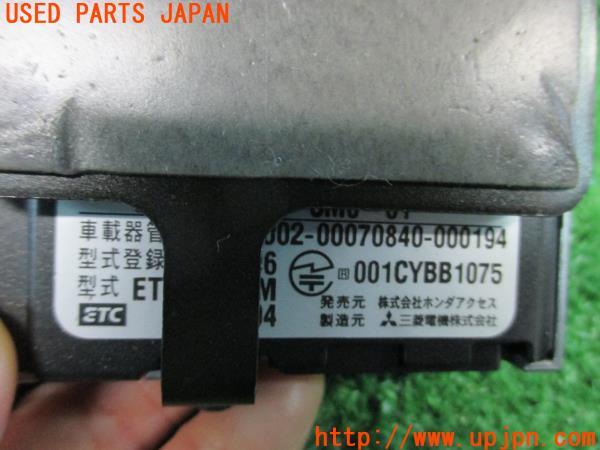 USED PARTS JAPAN
車載器管 002-00070840-000194
型式登録 6 R 001CYBB1075
型式 ET M 発売元 株式会社ホンダアクセス
ETC 04 製造元 三菱電機株式会社
http://www.upjpn.com